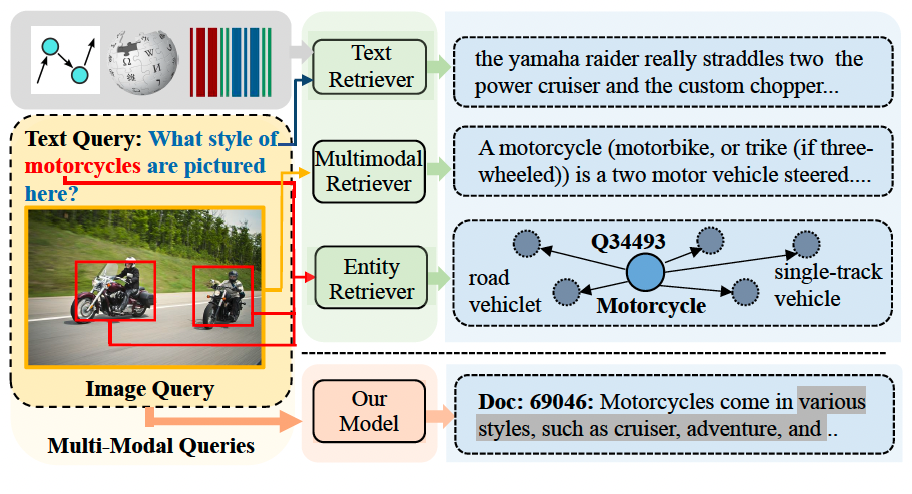 Text
Retriever
the yamaha raider really straddles two the
power cruiser and the custom chopper...
Text Query: What style of
motorcycles are pictured
here?
Multimodal
Retriever
A motorcycle (motorbike, or trike (if three-
wheeled)) is a two motor vehicle steered....
Entity
Retriever
Q34493
road
vehiclet
single-track
vehicle
Motorcycle
Image Query
Multi-Modal Queries
Our
Model
Doc: 69046: Motorcycles come in various
styles, such as cruiser, adventure, and ..